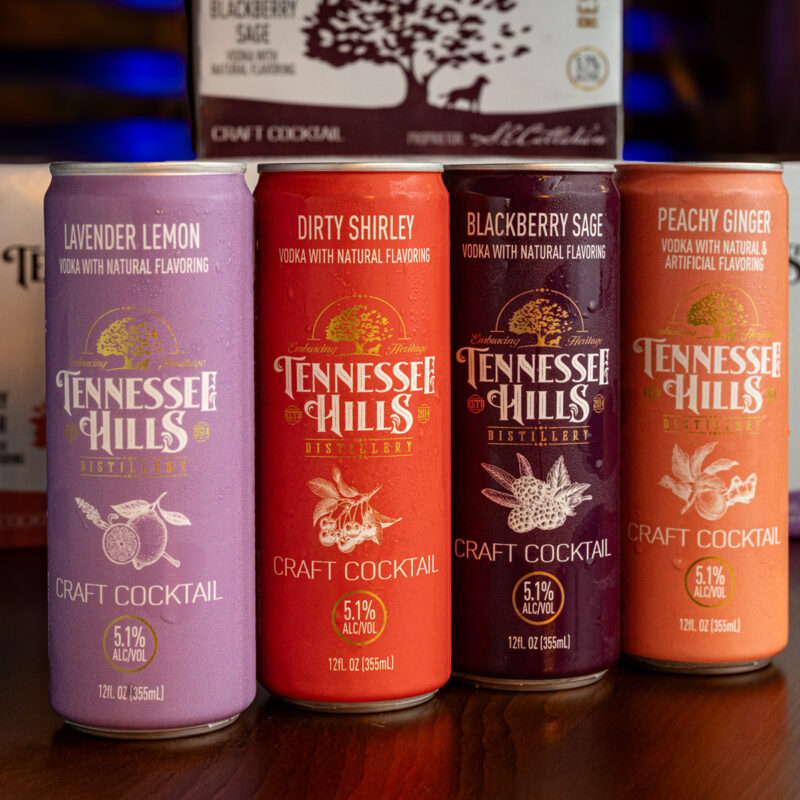 BLACKBERRY
SAGE
VODKA WITH
NATURAL FLAVORING
5.1%
CRAFT COCKTAIL
PROPRIETOR
LAVENDER LEMON
VODKA WITH NATURAL FLAVORING
Embracing Heritage
TENNESSEE
HILLS
DISTILLERY
CRAFT COCKTAIL
5.1%
ALC/VOL
12fl. OZ (355mL)
DIRTY SHIRLEY
VODKA WITH NATURAL FLAVORING
Embracing Heritage
TENNESSEE
HILLS
ESTD 2014
DISTILLERY
CRAFT COCKTAIL
5.1%
ALC/VOL
12fl. OZ (355mL)
BLACKBERRY SAGE
VODKA WITH NATURAL FLAVORING
Embracing Heritage
TENNESSEE
HILLS
ESTD 2014
DISTILLERY
CRAFT COCKTAIL
5.1%
ALC/VOL
12fl. OZ (355mL)
PEACHY GINGER
VODKA WITH NATURAL &
ARTIFICIAL FLAVORING
Embracing Heritage
TENNESSEE
HILLS
DISTILLERY
CRAFT COCKTAIL
5.1%
ALC/VOL
12fl. OZ (355mL)